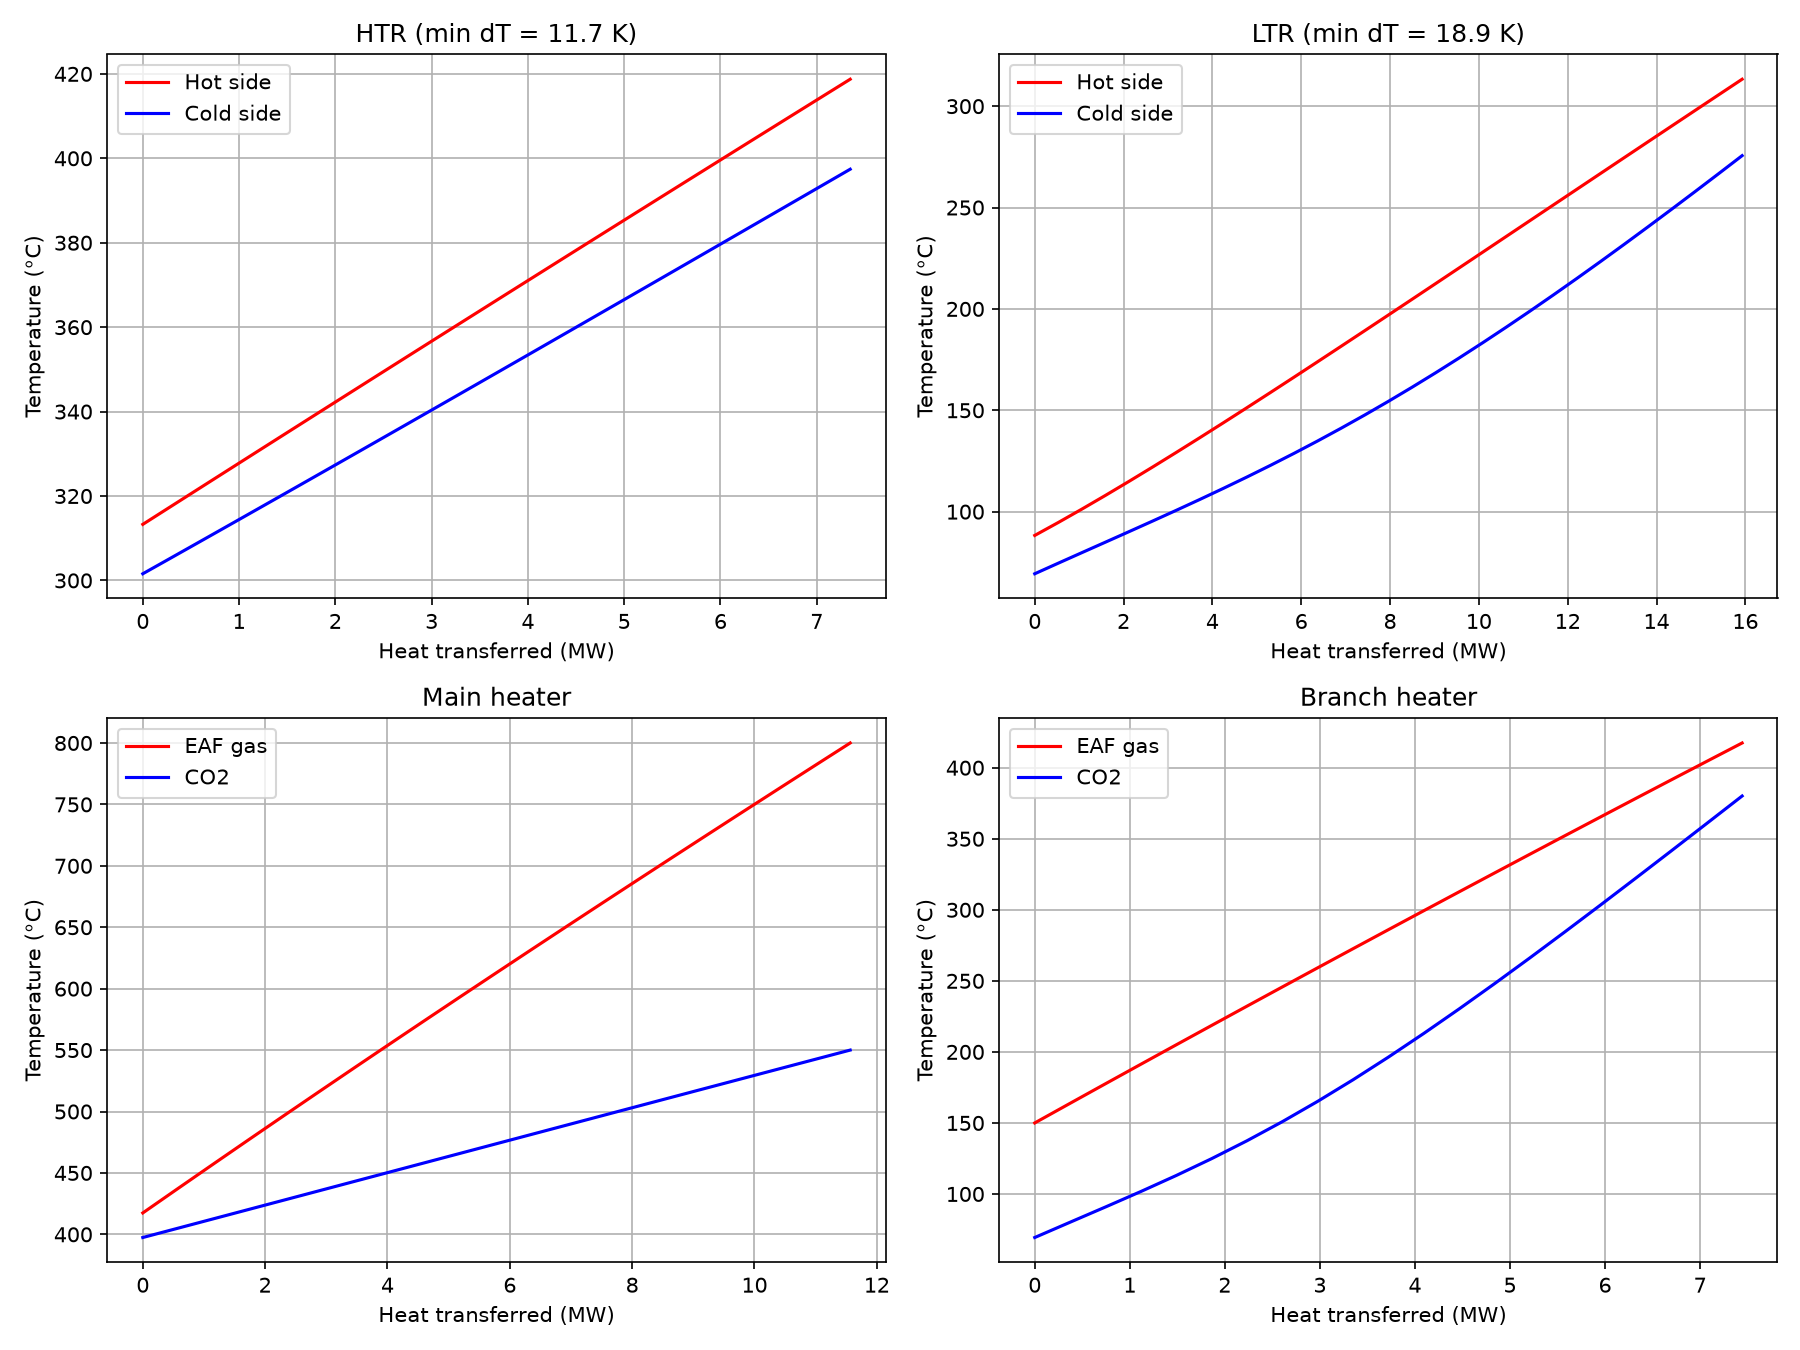 HTR (min dT = 11.7 K)
Hot side
Cold side
420
400
380
360
340
320
300
Temperature (°C)
0 1 2 3 4 5 6 7
Heat transferred (MW)
LTR (min dT = 18.9 K)
Hot side
Cold side
300
250
200
150
100
Temperature (°C)
0 2 4 6 8 10 12 14 16
Heat transferred (MW)
Main heater
EAF gas
CO2
800
750
700
650
600
550
500
450
400
Temperature (°C)
0 2 4 6 8 10 12
Heat transferred (MW)
Branch heater
EAF gas
CO2
400
350
300
250
200
150
100
Temperature (°C)
0 1 2 3 4 5 6 7
Heat transferred (MW)